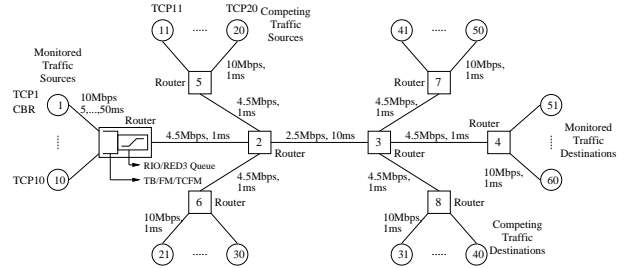 TCP11
.....
TCP20
Competing
Traffic
Sources
11
20
41
.....
50
Monitored
Traffic
Sources
10Mbps,
1ms
10Mbps,
1ms
Router
5
7
Router
TCP1
CBR
1
10Mbps
5,...,50ms
Router
4.5Mbps,
1ms
4.5Mbps,
1ms
Router
51
4.5Mbps, 1ms
2
2.5Mbps, 10ms
3
4.5Mbps, 1ms
4
Router
Router
Monitored
Traffic
Destinations
.....
.....
RIO/RED3 Queue
TB/FM/TCFM
TCP10
10
4.5Mbps,
1ms
4.5Mbps,
1ms
10Mbps,
1ms
60
6
Router
8
Router
10Mbps,
1ms
10Mbps,
1ms
Competing
Traffic
Destinations
21
.....
30
31
.....
40